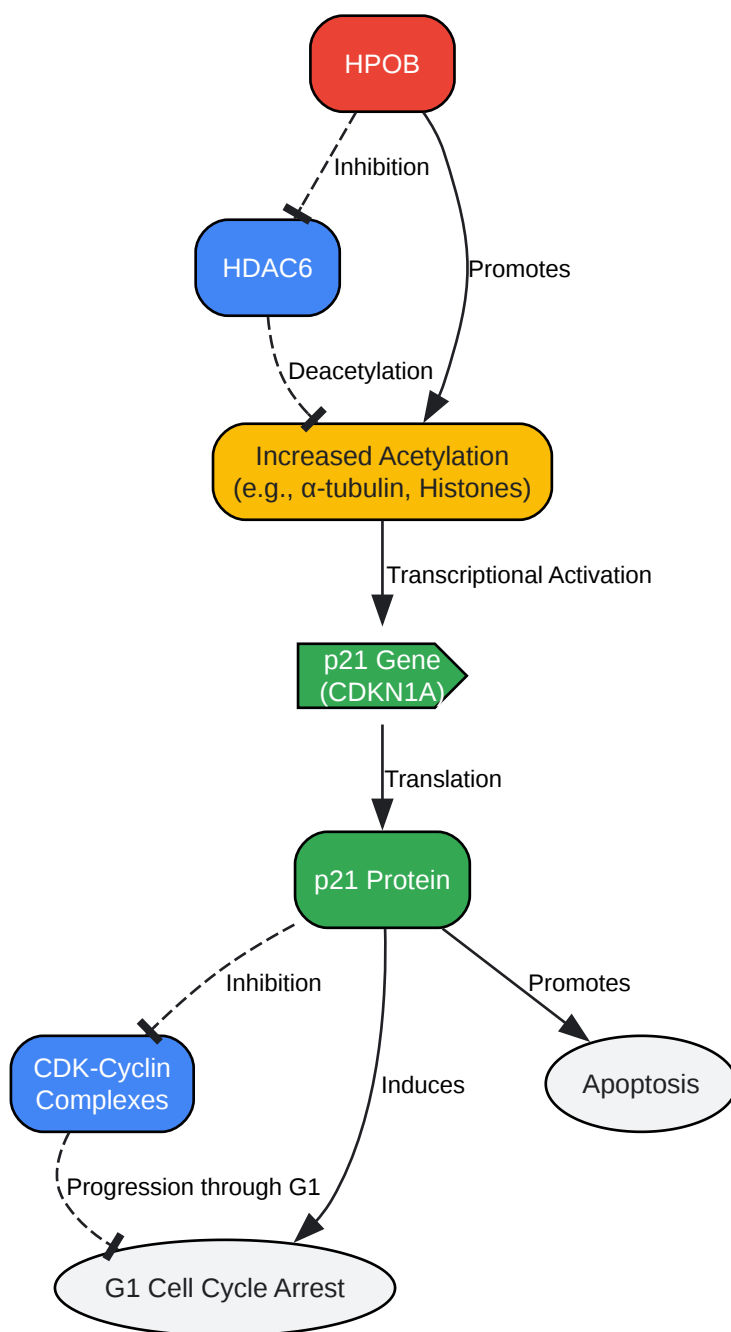 HPOB
Inhibition
HDAC6
Promotes
Deacetylation
Increased Acetylation
(e.g., α-tubulin, Histones)
Transcriptional Activation
p21 Gene
(CDKN1A)
Translation
p21 Protein
Inhibition
Promotes
CDK-Cyclin
Complexes
Induces
Apoptosis
Progression through G1
G1 Cell Cycle Arrest